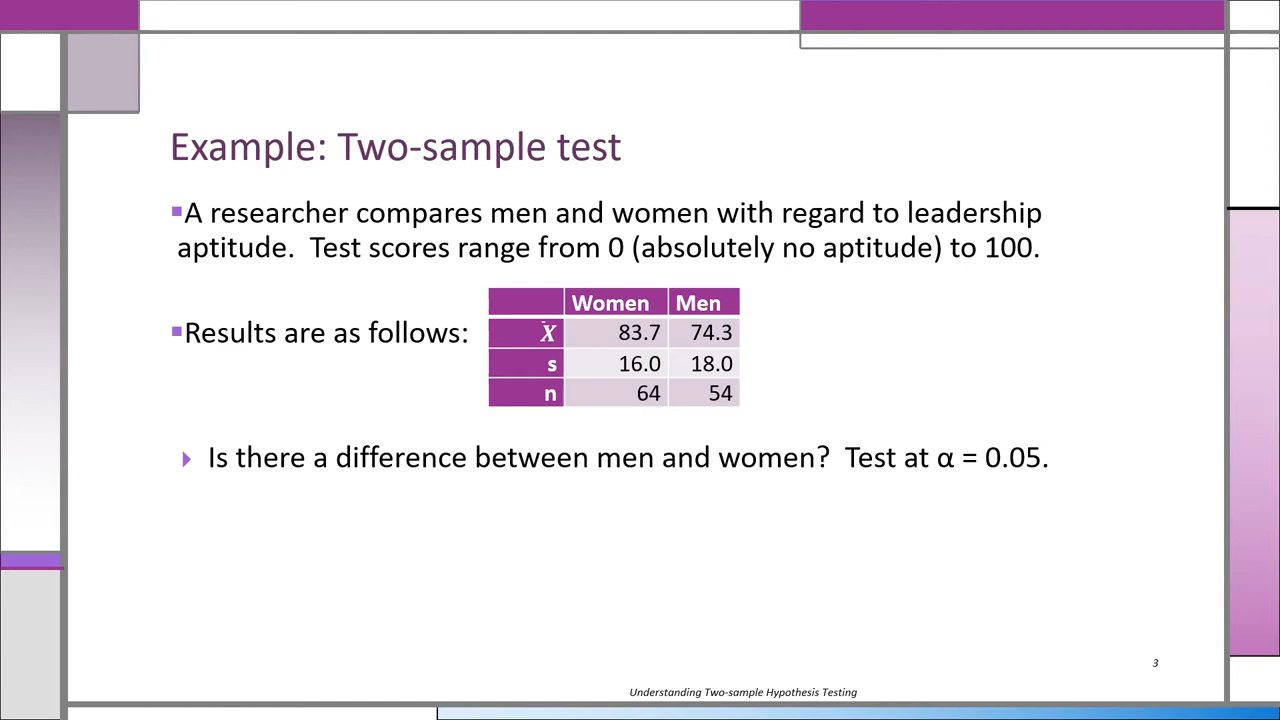 Example: Two-sample test
▪A researcher compares men and women with regard to leadership
aptitude.  Test scores range from 0 (absolutely no aptitude) to 100.
▪Results are as follows:
Women Men
X̄ 83.7 74.3
s 16.0 18.0
n 64 54
Is there a difference between men and women?  Test at α = 0.05.
3
Understanding Two-sample Hypothesis Testing